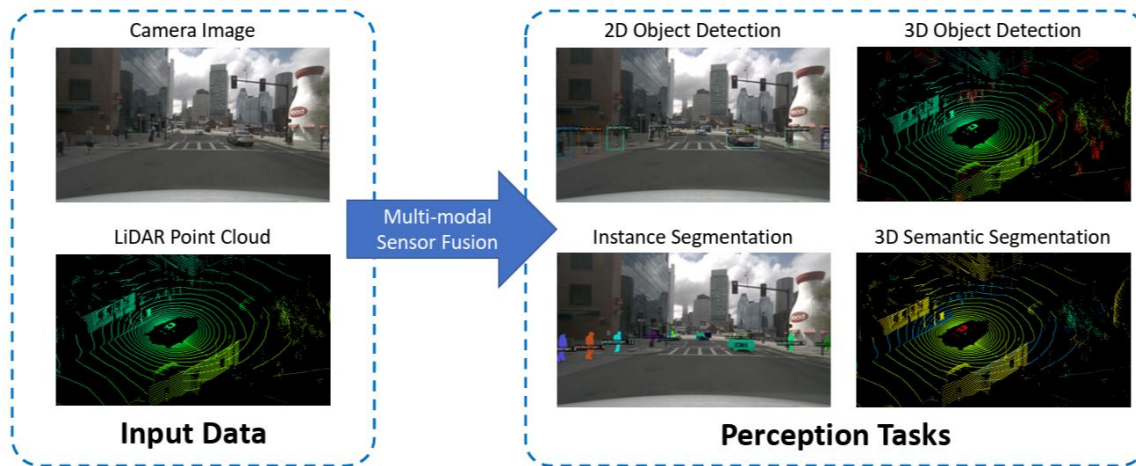 Camera Image
LiDAR Point Cloud
Input Data
Multi-modal
Sensor Fusion
2D Object Detection
3D Object Detection
Instance Segmentation
3D Semantic Segmentation
Perception Tasks